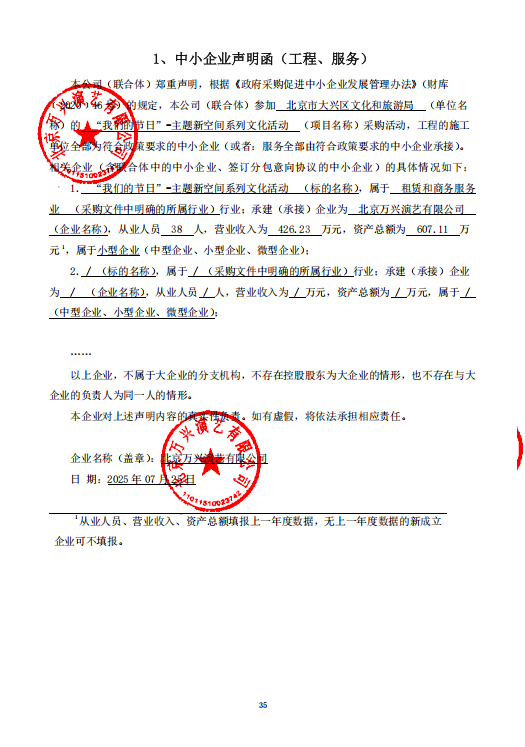 1、中小企业声明函（工程、服务）
本公司（联合体）郑重声明，根据《政府采购促进中小企业发展管理办法》（财库
（2020）46 号）的规定，本公司（联合体）参加 北京市大兴区文化和旅游局 （单位名
称）的 “我们的节日”-主题新空间系列文化活动 （项目名称）采购活动，工程的施工
单位全部为符合政策要求的中小企业（或者：服务全部由符合政策要求的中小企业承接）。
相关企业（含联合体中的中小企业、签订分包意向协议的中小企业）的具体情况如下：
1. “我们的节日”-主题新空间系列文化活动 （标的名称），属于 租赁和商务服务
业 （采购文件中明确的所属行业）行业；承建（承接）企业为 北京万兴演艺有限公司
（企业名称），从业人员 38 人，营业收入为 426.23 万元，资产总额为 607.11 万
元¹，属于小型企业（中型企业、小型企业、微型企业）；
2. / （标的名称），属于 / （采购文件中明确的所属行业）行业；承建（承接）企业
为 / （企业名称），从业人员 / 人，营业收入为 / 万元，资产总额为 / 万元，属于 /
（中型企业、小型企业、微型企业）；
……
以上企业，不属于大企业的分支机构，不存在控股股东为大企业的情形，也不存在与大
企业的负责人为同一人的情形。
本企业对上述声明内容的真实性负责。如有虚假，将依法承担相应责任。
企业名称（盖章）：北京万兴演艺有限公司
日 期：2025 年 07 月 25 日
北京万兴演艺有限公司
11011510023742
¹从业人员、营业收入、资产总额填报上一年度数据，无上一年度数据的新成立
企业可不填报。
35